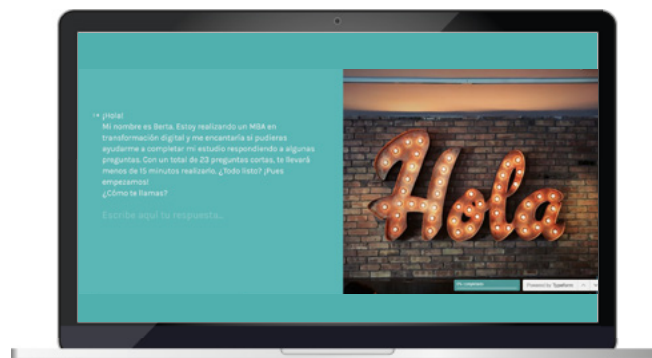 1 → ¡Hola!
Mi nombre es Berta. Estoy realizando un MBA en
transformación digital y me encantaría si pudieras
ayudarme a completar mi estudio respondiendo a algunas
preguntas. Con un total de 23 preguntas cortas, te llevará
menos de 15 minutos realizarlo. ¿Todo listo? ¡Pues
empezamos!
¿Cómo te llamas?
Escribe aquí tu respuesta...
Hola
0% completado
Powered by Typeform